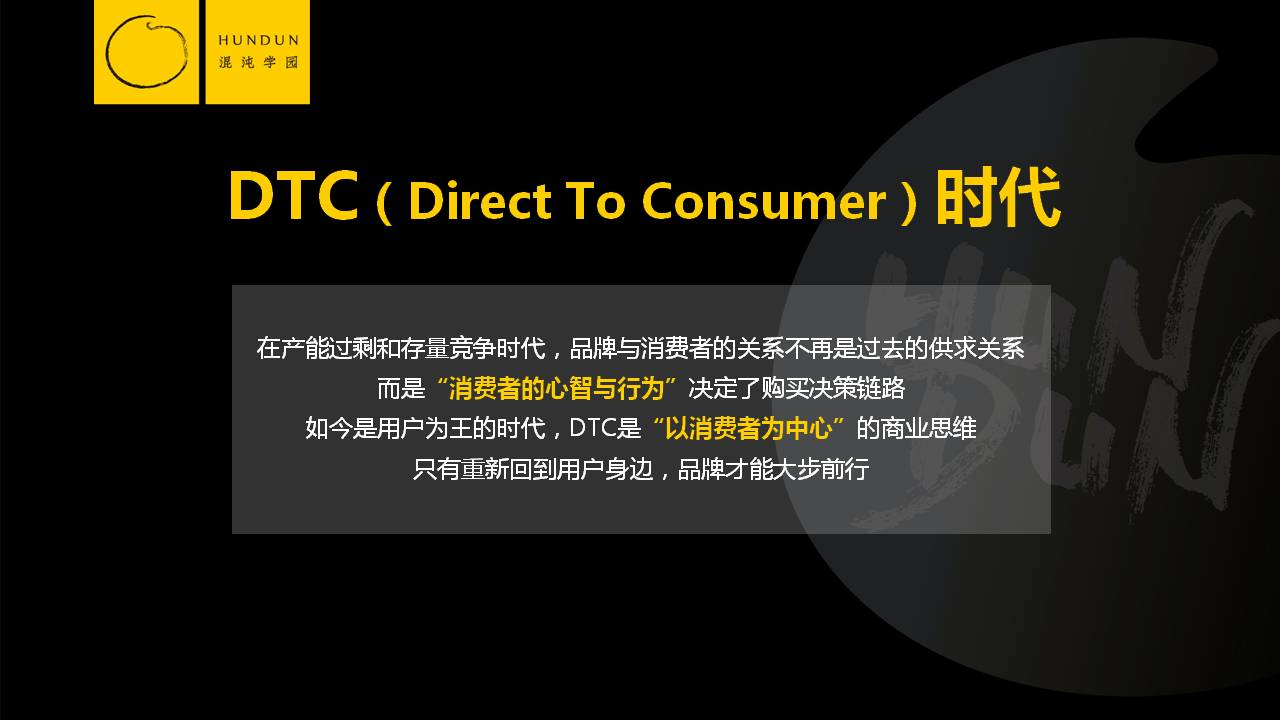 HUNDUN
混沌学园
DTC（Direct To Consumer）时代
在产能过剩和存量竞争时代，品牌与消费者的关系不再是过去的供求关系
而是“消费者的心智与行为”决定了购买决策链路
如今是用户为王的时代，DTC是“以消费者为中心”的商业思维
只有重新回到用户身边，品牌才能大步前行
HUN
DUN